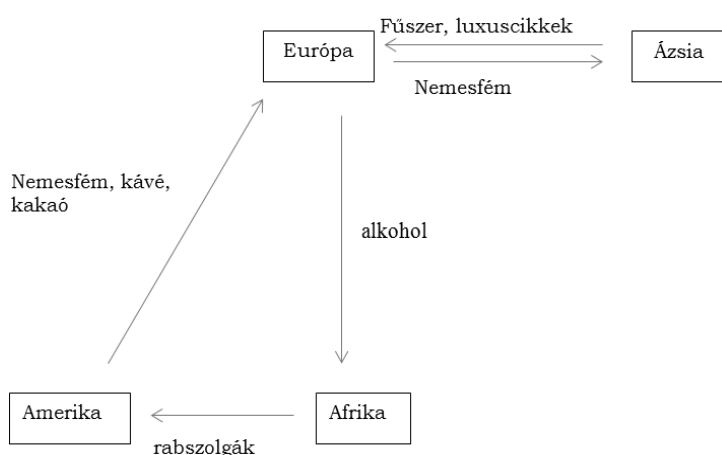 Fűszer, luxuscikkek
Európa
Ázsia
Nemesfém
Nemesfém, kávé,
kakaó
alkohol
Amerika
Afrika
rabszolgák